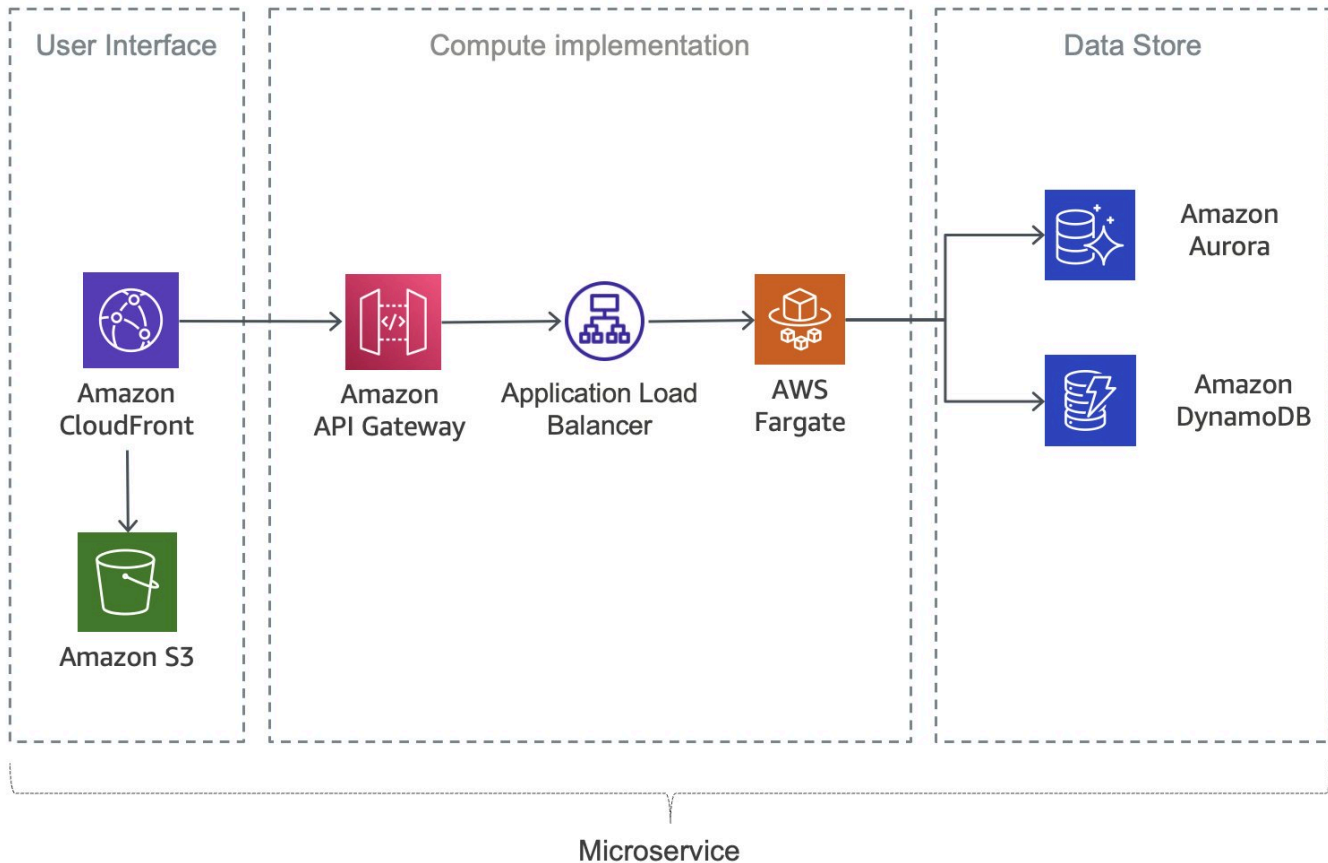 User Interface
Compute implementation
Data Store
Amazon
CloudFront
Amazon S3
Amazon
API Gateway
</>
Application Load
Balancer
AWS
Fargate
Amazon
Aurora
Amazon
DynamoDB
Microservice